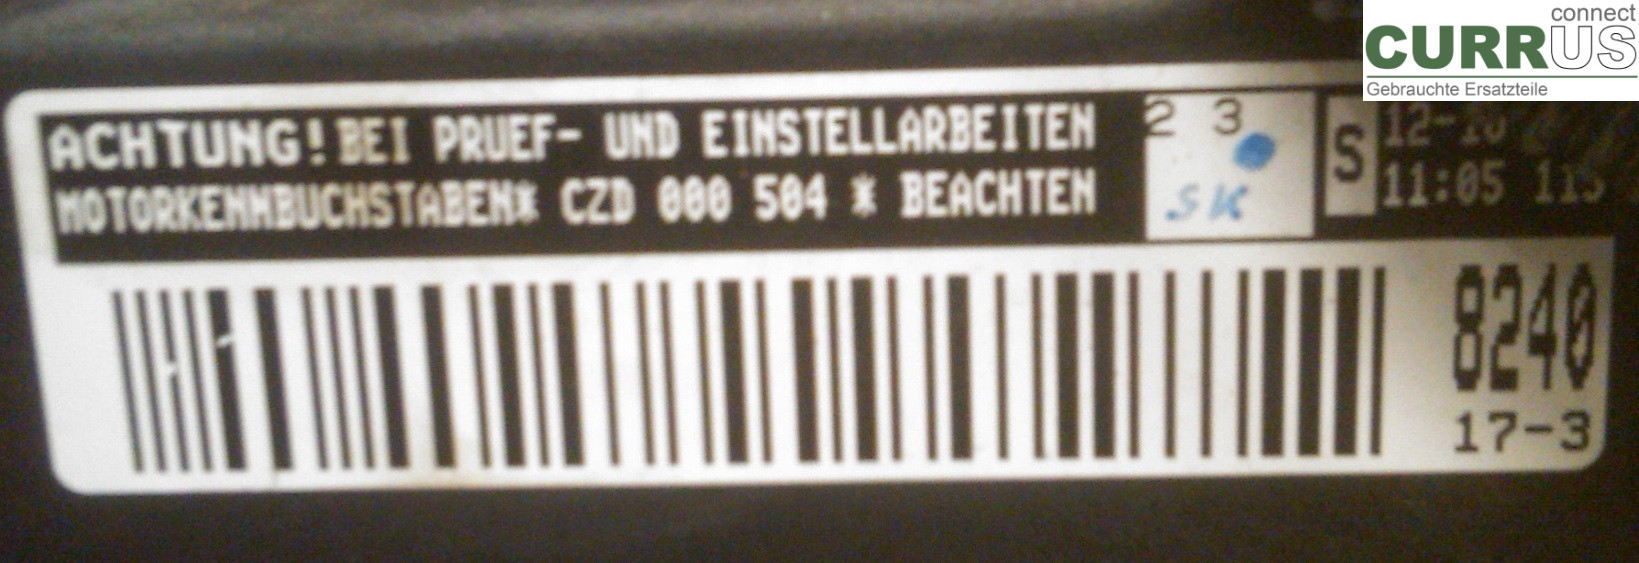 connect
CURRUS
Gebrauchte Ersatzteile
ACHTUNG! BEI PRUEF- UND EINSTELLARBEITEN
MOTORKENNBUCHSTABEN* CZD 000 504 * BEACHTEN
2 3
SK
S
11:05
8240
17-3